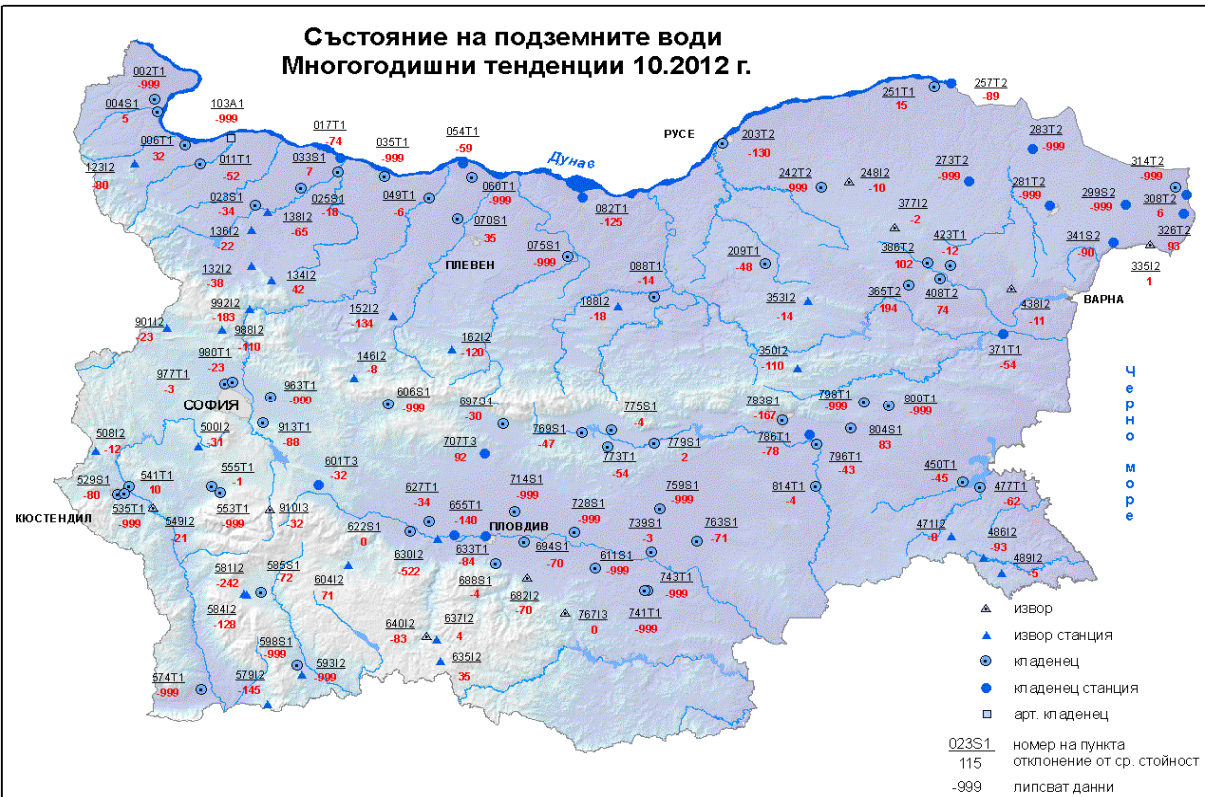 Състояние на подземните води
Многогодишни тенденции 10.2012 г.
002T1
-999
004S1
5
103A1
-999
017T1
-74
035T1
-999
054T1
-59
Дунав
РУСЕ
203T2
-130
251T1
15
257T2
-89
283T2
-999
006T1
32
011T1
-52
033S1
7
123I2
-80
023S1
-34
025S1
-18
049T1
-6
060T1
-999
070S1
35
082T1
-125
242T2
-999
248I2
-10
273T2
-999
281T2
-999
299S2
-999
314T2
-999
308T2
6
326T2
93
335I2
1
341S2
-90
136I2
22
138I2
-65
132I2
-38
134I2
42
ПЛЕВЕН
075S1
-999
088T1
-14
209T1
-48
377I2
-2
386T2
102
423T1
-12
365T2
194
408T2
74
438I2
-11
ВАРНА
992I2
-183
901I2
-23
988I2
-110
152I2
-134
188I2
-18
353I2
-14
162I2
-120
146I2
-8
350I2
-110
371T1
-54
980T1
-23
977T1
-3
СОФИЯ
963T1
-999
606S1
-999
697S1
-30
775S1
-4
783S1
-167
798T1
-999
800T1
-999
Черно море
913T1
-88
500I2
-31
508I2
-12
769S1
-47
773T1
-54
779S1
2
786T1
-78
796T1
-43
804S1
83
707T3
92
601T3
-32
529S1
-80
541T1
10
555T1
-1
535T1
-999
КЮСТЕНДИЛ
549I2
-21
553T1
-999
910I3
-32
627T1
-34
655T1
-140
714S1
-999
728S1
-999
759S1
-999
814T1
-4
450T1
-45
477T1
-62
622S1
0
630I2
-522
633T1
-84
ПЛОВДИВ
694S1
-70
611S1
-999
739S1
-3
763S1
-71
471I2
-8
486I2
-93
489I2
-5
581I2
-242
585S1
72
604I2
71
584I2
-128
688S1
-4
682I2
-70
743T1
-999
741T1
-999
767I3
0
640I2
-83
637I2
4
635I2
35
598S1
-999
593I2
-999
574T1
-999
579I2
-145
извор
извор станция
кладенец
кладенец станция
арт. кладенец
023S1 номер на пункта
115 отклонение от ср. стойност
-999 липсват данни